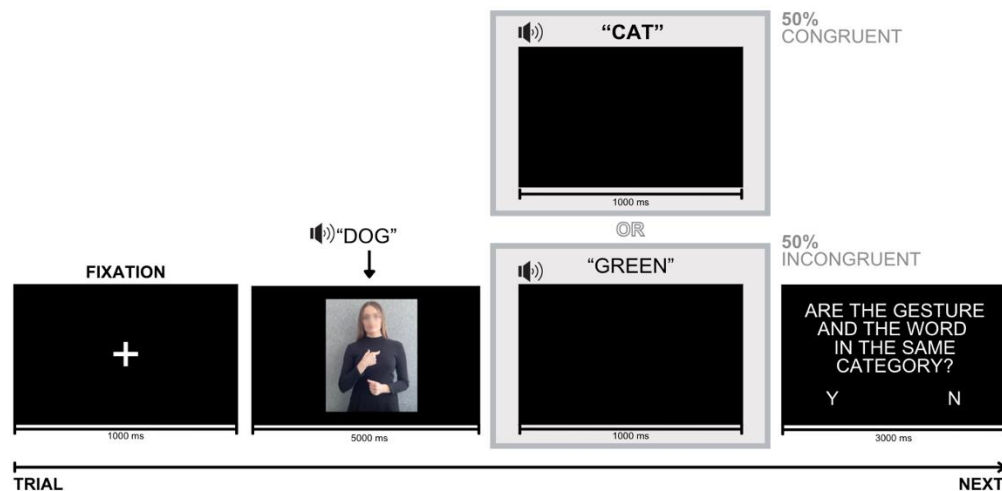 “CAT”
50%
CONGRUENT
1000 ms
OR
“DOG”
“GREEN”
50%
INCONGRUENT
FIXATION
+
1000 ms
5000 ms
1000 ms
ARE THE GESTURE
AND THE WORD
IN THE SAME
CATEGORY?
Y N
3000 ms
TRIAL
NEXT